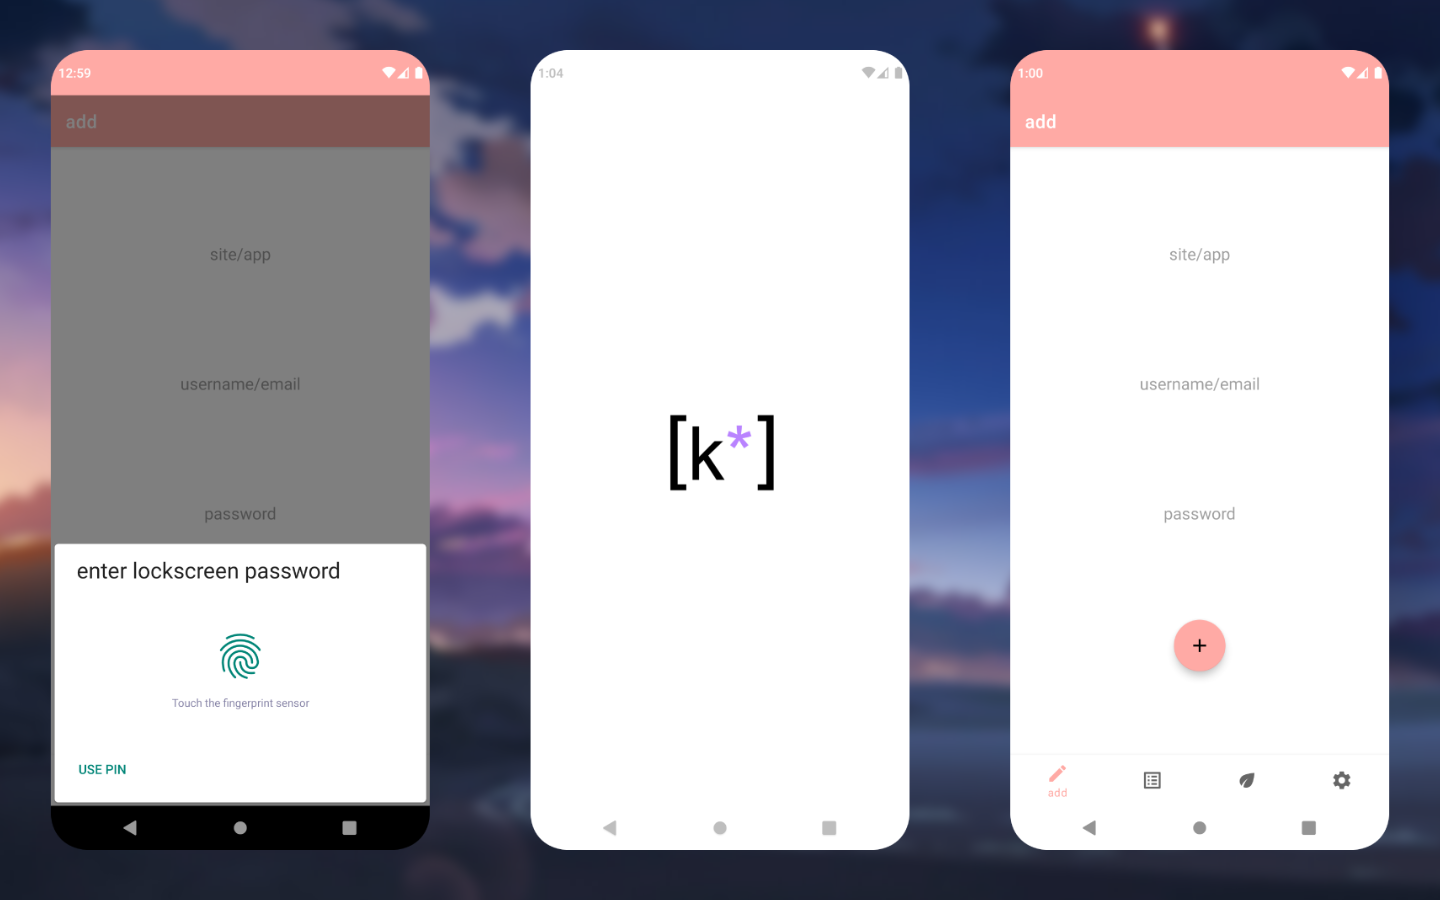 12:59
add
site/app
username/email
password
enter lockscreen password
Touch the fingerprint sensor
USE PIN
1:04
[k*]
1:00
add
site/app
username/email
password
+
add